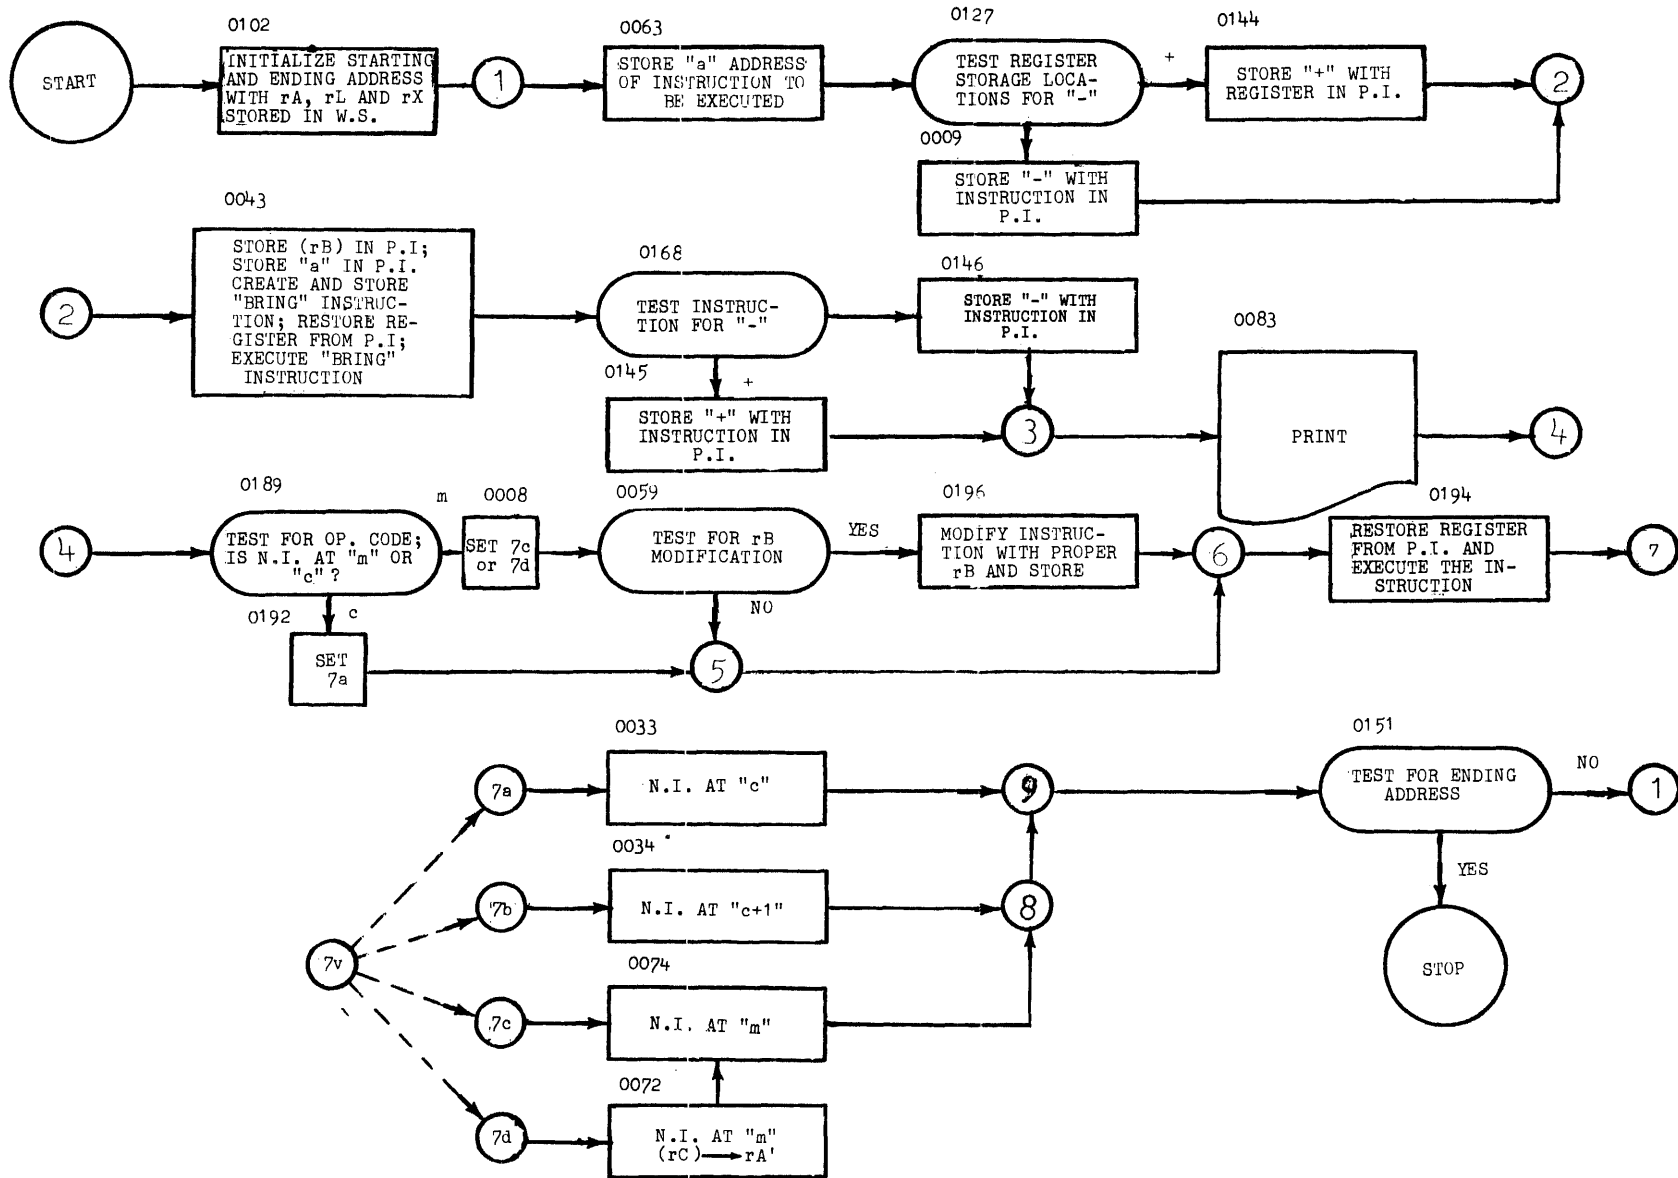 0102
0063
0127
0144
START
INITIALIZE STARTING
AND ENDING ADDRESS
WITH rA, rL AND rX
STORED IN W.S.
1
STORE "a" ADDRESS
OF INSTRUCTION TO
BE EXECUTED
TEST REGISTER
STORAGE LOCA-
TIONS FOR "-"
+
STORE "+" WITH
REGISTER IN P.I.
2
0009
STORE "-" WITH
INSTRUCTION IN
P.I.
0043
2
STORE (rB) IN P.I;
STORE "a" IN P.I.
CREATE AND STORE
"BRING" INSTRUC-
TION; RESTORE RE-
GISTER FROM P.I;
EXECUTE "BRING"
INSTRUCTION
0168
TEST INSTRUC-
TION FOR "-"
0146
STORE "-" WITH
INSTRUCTION IN
P.I.
0145
+
STORE "+" WITH
INSTRUCTION IN
P.I.
3
0083
PRINT
4
4
0189
TEST FOR OP. CODE;
IS N.I. AT "m" OR
"c" ?
m
0008
SET 7c
or 7d
0059
TEST FOR rB
MODIFICATION
YES
0196
MODIFY INSTRUC-
TION WITH PROPER
rB AND STORE
6
0194
RESTORE REGISTER
FROM P.I. AND
EXECUTE THE IN-
STRUCTION
7
0192
c
SET
7a
NO
5
0033
7a
N.I. AT "c"
9
0151
TEST FOR ENDING
ADDRESS
NO
1
0034
7b
N.I. AT "c+1"
8
YES
STOP
7v
0074
7c
N.I. AT "m"
0072
7d
N.I. AT "m"
(rC) → rA'